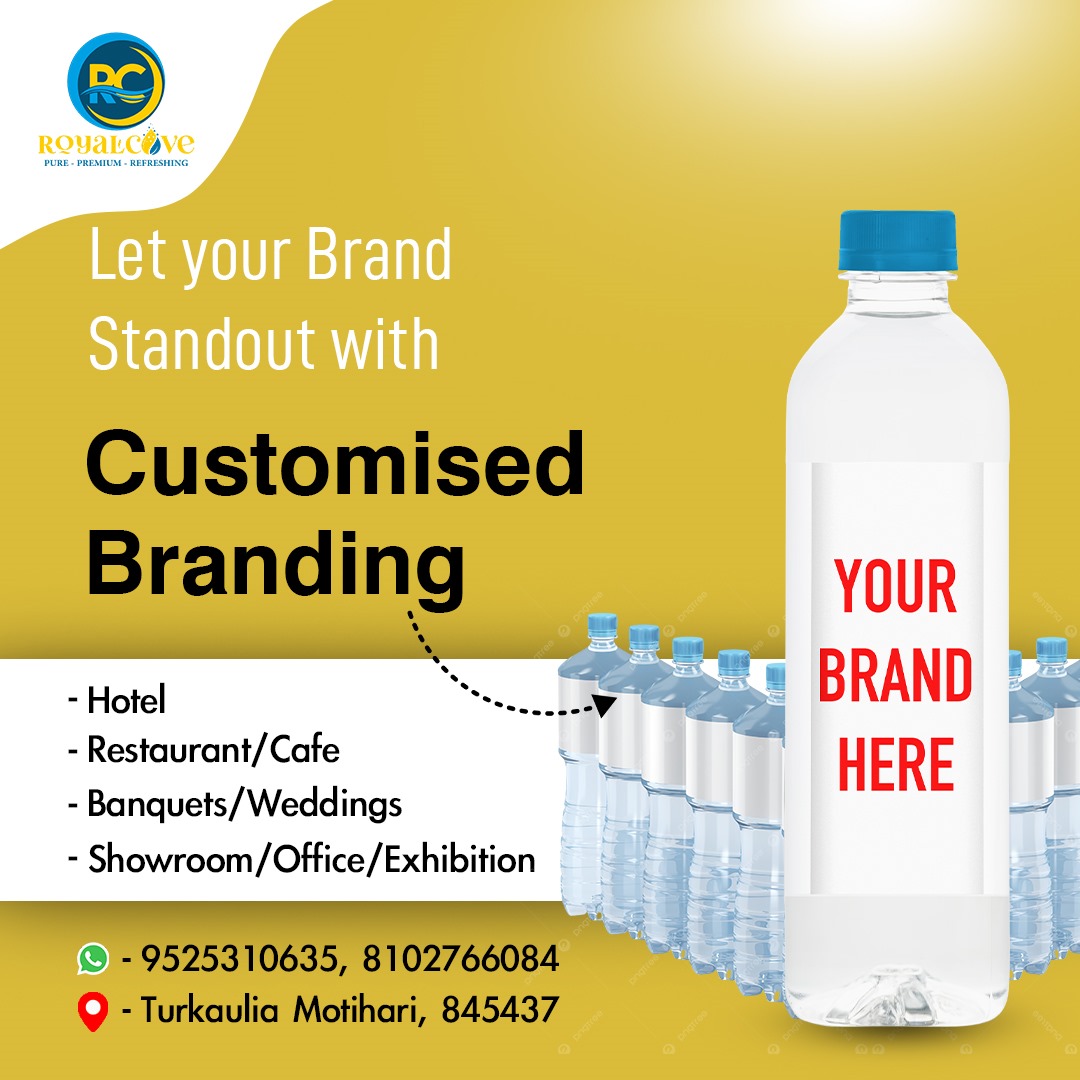 RC
ROYALCOVE
PURE - PREMIUM - REFRESHING
Let your Brand
Standout with
Customised
Branding
- Hotel
- Restaurant/Cafe
- Banquets/Weddings
- Showroom/Office/Exhibition
- 9525310635, 8102766084
- Turkaulia Motihari, 845437
YOUR
BRAND
HERE
pngtree